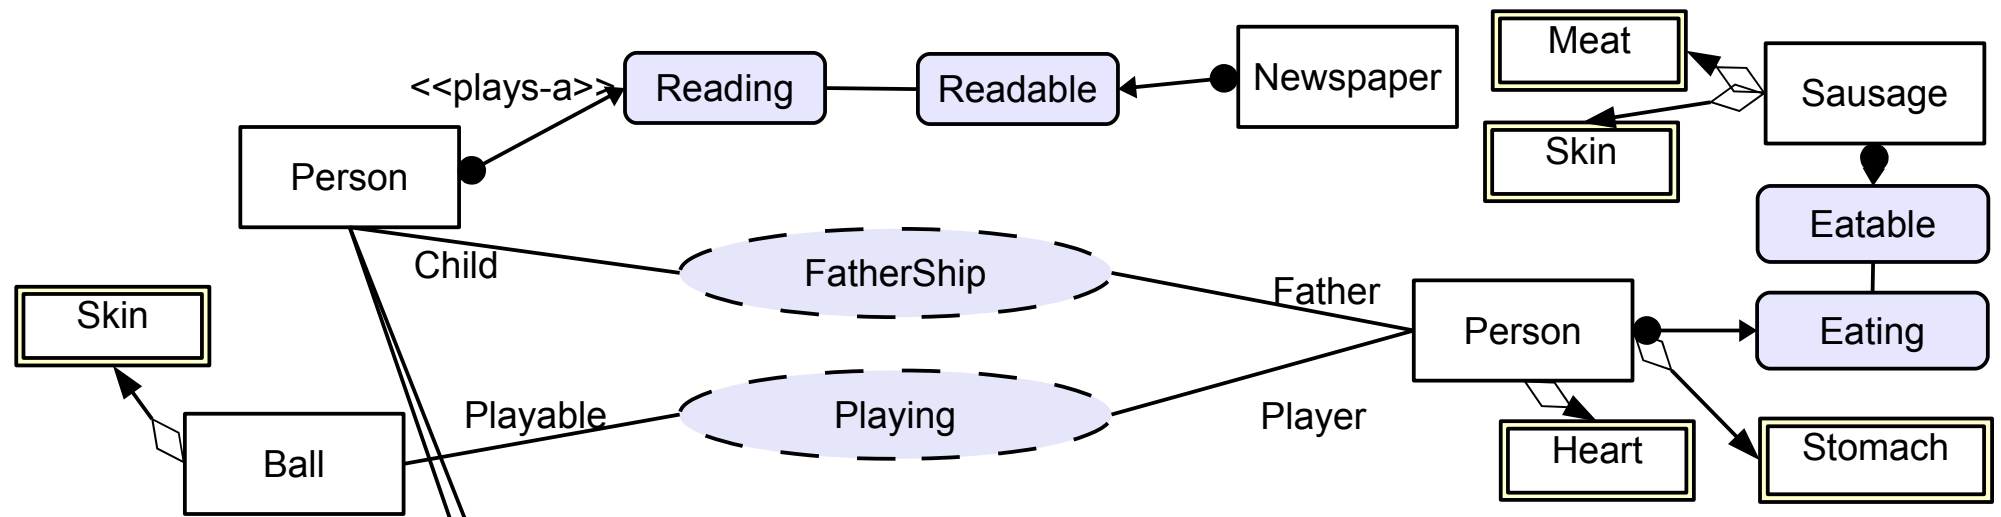 Meat
<<plays-a>>
Reading
Readable
Newspaper
Sausage
Skin
Person
Eatable
Child
FatherShip
Father
Skin
Person
Eating
Playable
Playing
Player
Ball
Heart
Stomach